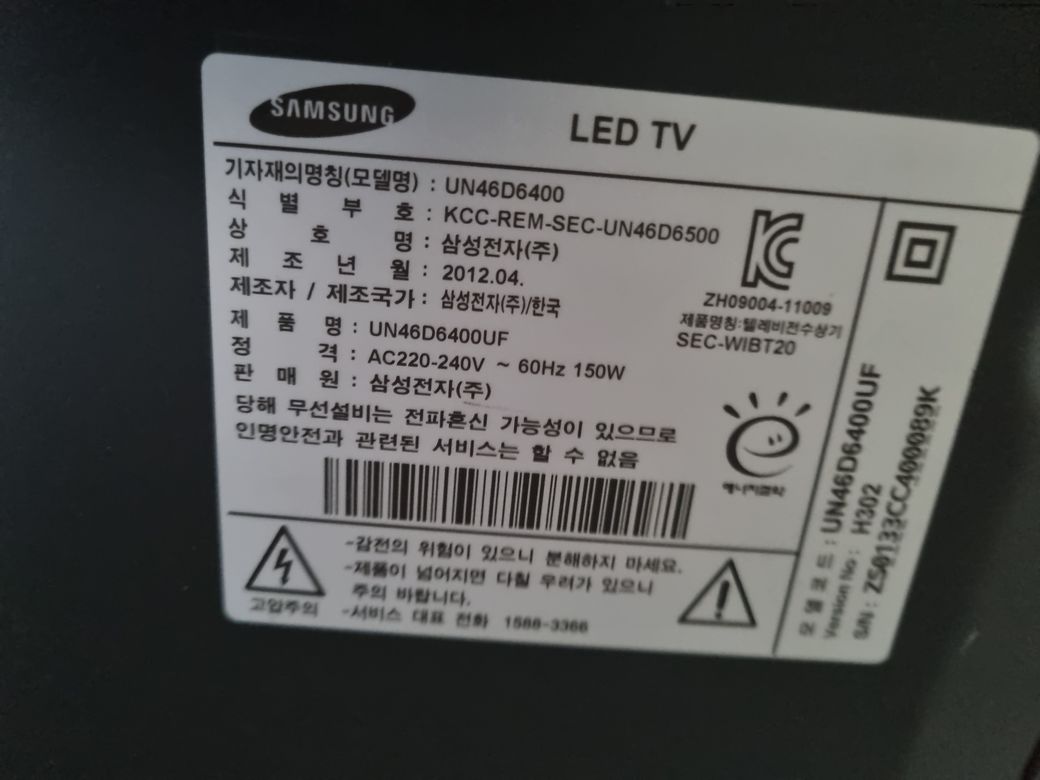 SAMSUNG
LED TV
기자재의명칭(모델명) : UN46D6400
식 별 부 호 : KCC-REM-SEC-UN46D6500
상 호 명 : 삼성전자(주)
제 조 년 월 : 2012.04.
제조자 / 제조국가 : 삼성전자(주)/한국
제 품 명 : UN46D6400UF
정 격 : AC220-240V ~ 60Hz 150W
판 매 원 : 삼성전자(주)
당해 무선설비는 전파혼신 가능성이 있으므로
인명안전과 관련된 서비스는 할 수 없음
ZH09004-11009
제품명칭:텔레비전수상기
SEC-WIBT20
에너지절약
고압주의
-감전의 위험이 있으니 분해하지 마세요.
-제품이 넘어지면 다칠 우려가 있으니
주의 바랍니다.
-서비스 대표 전화 1588-3366
모 델 코 드 : UN46D6400UF
Version No : H302
S/N : Z50133CC400089K